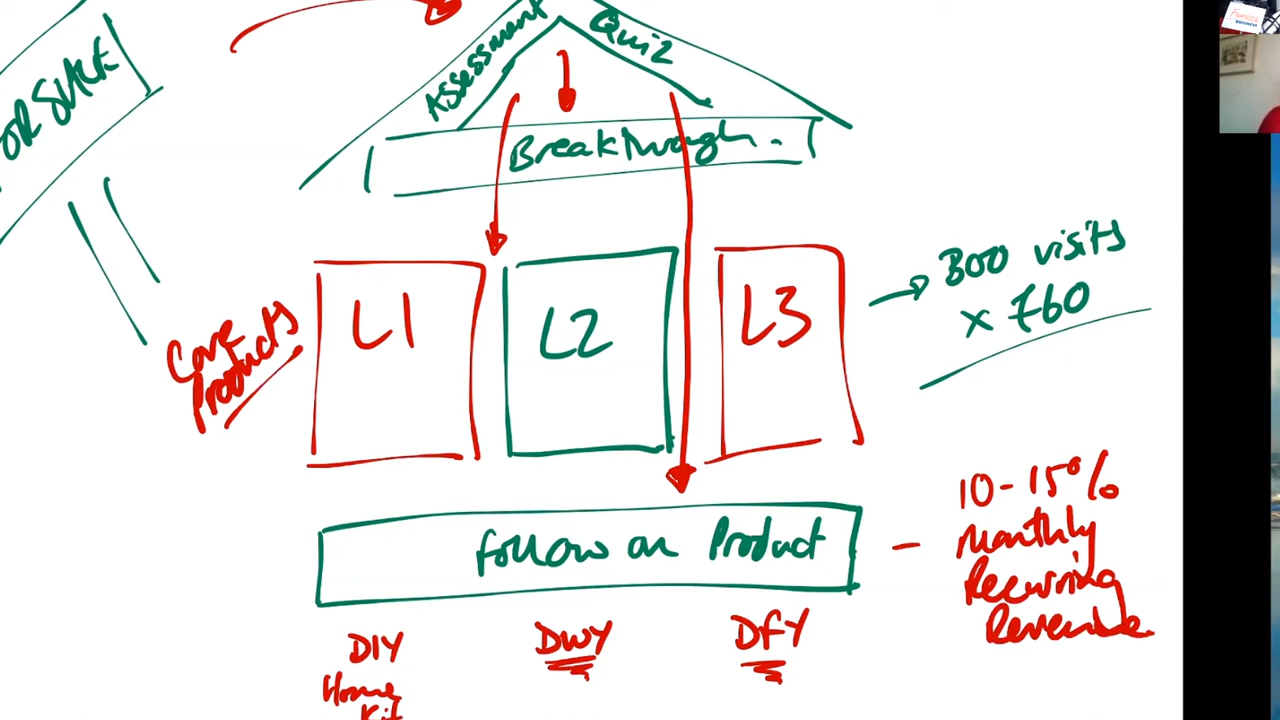 Assessment
Quiz
Breakthrough.
Core
Products
L1
L2
L3
300 visits
x £60
Follow on Product
10-15%
Monthly
Recurring
Revenue
DIY
DWY
DFY
Home
Kit
BUSINESS